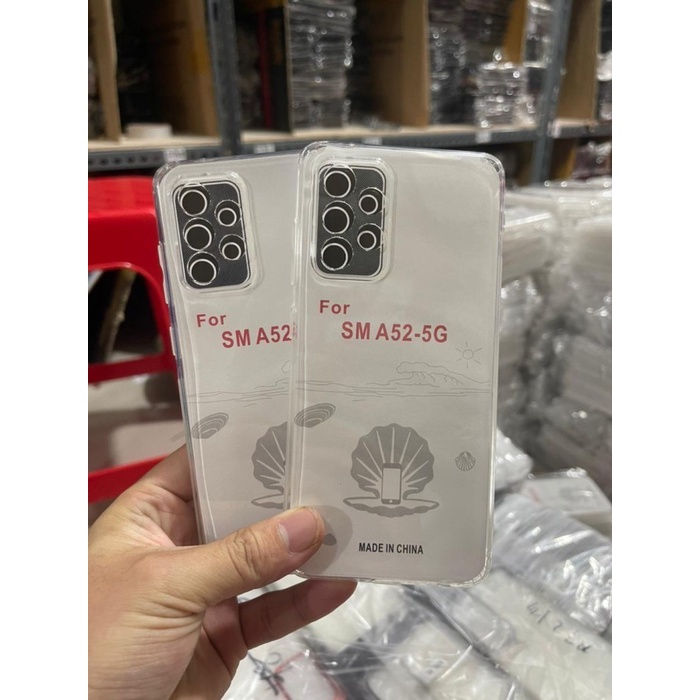 For
SM A52
For
SM A52-5G
MADE IN CHINA